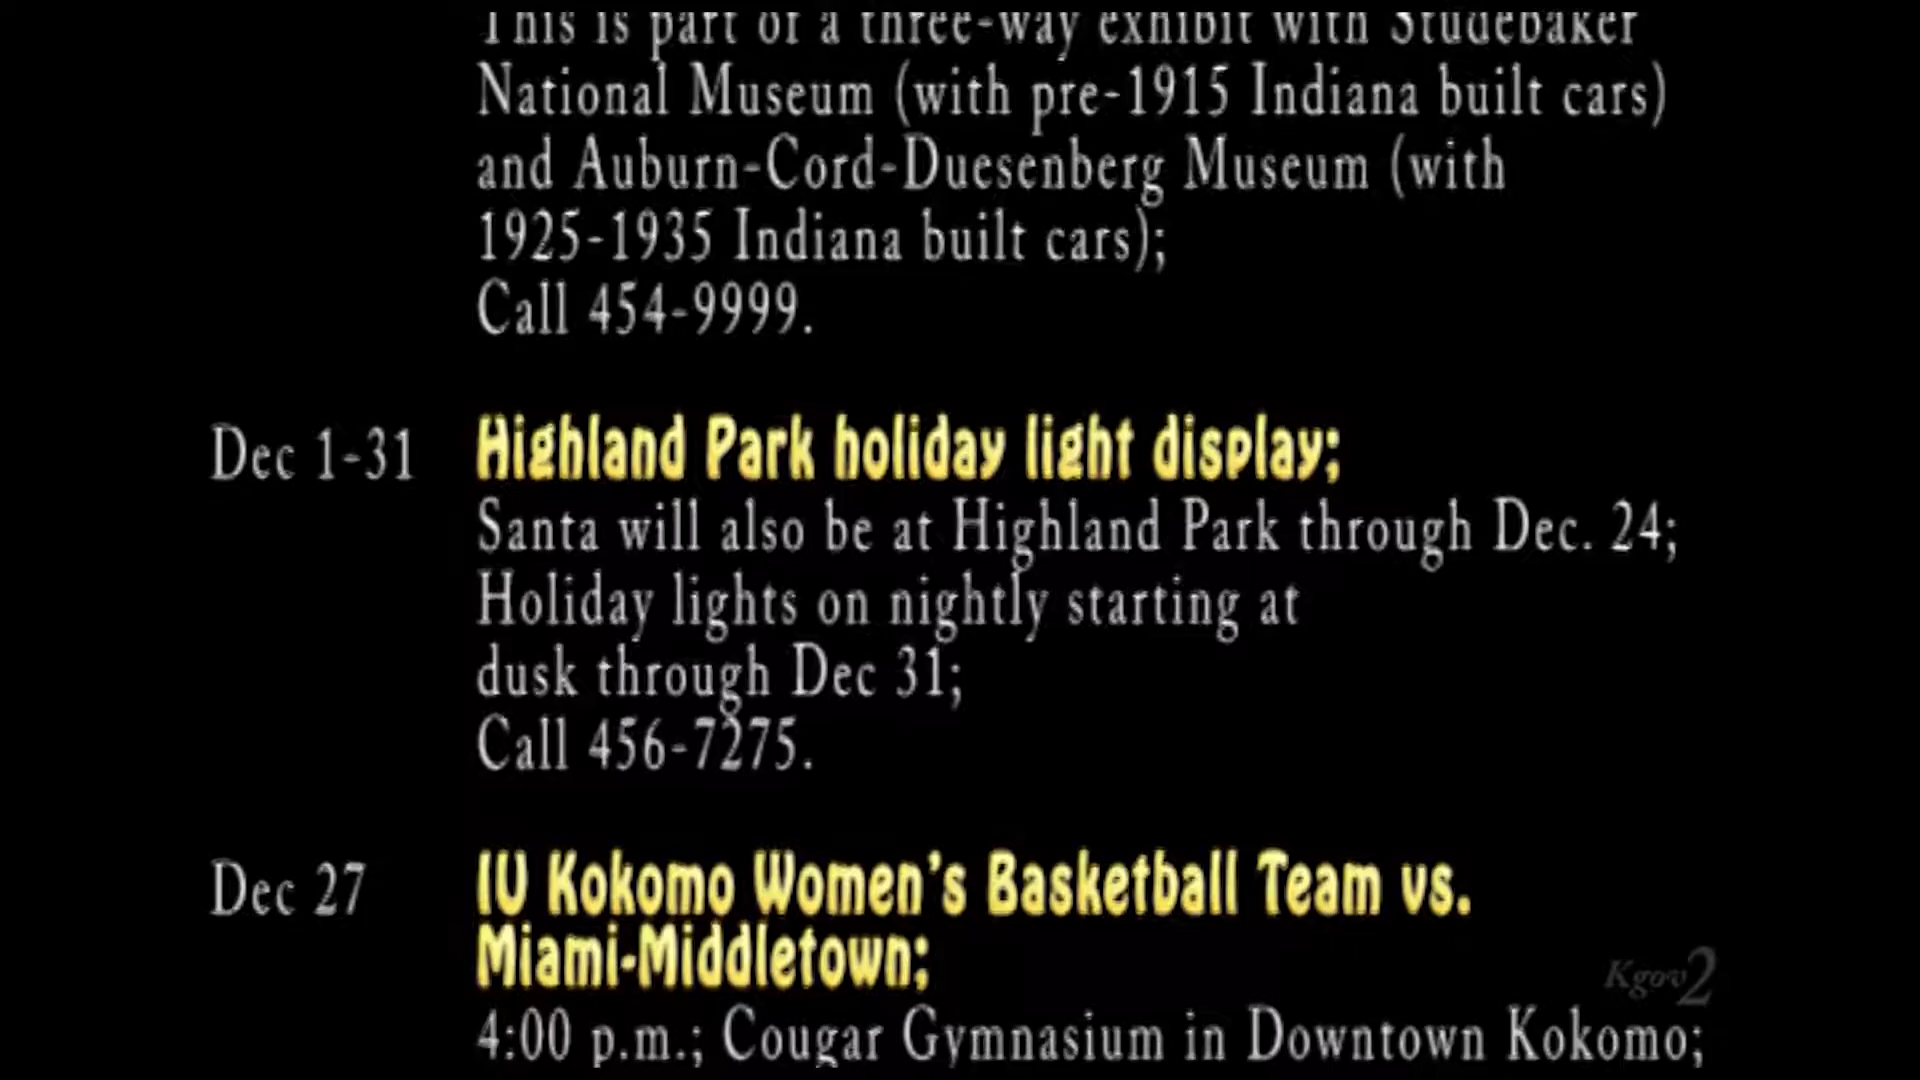 This is part of a three-way exhibit with Studebaker
National Museum (with pre-1915 Indiana built cars)
and Auburn-Cord-Duesenberg Museum (with
1925-1935 Indiana built cars);
Call 454-9999.
Dec 1-31 Highland Park holiday light display;
Santa will also be at Highland Park through Dec. 24;
Holiday lights on nightly starting at
dusk through Dec 31;
Call 456-7275.
Dec 27 IU Kokomo Women's Basketball Team vs.
Miami-Middletown;
Kgov2
4:00 p.m.; Cougar Gymnasium in Downtown Kokomo;